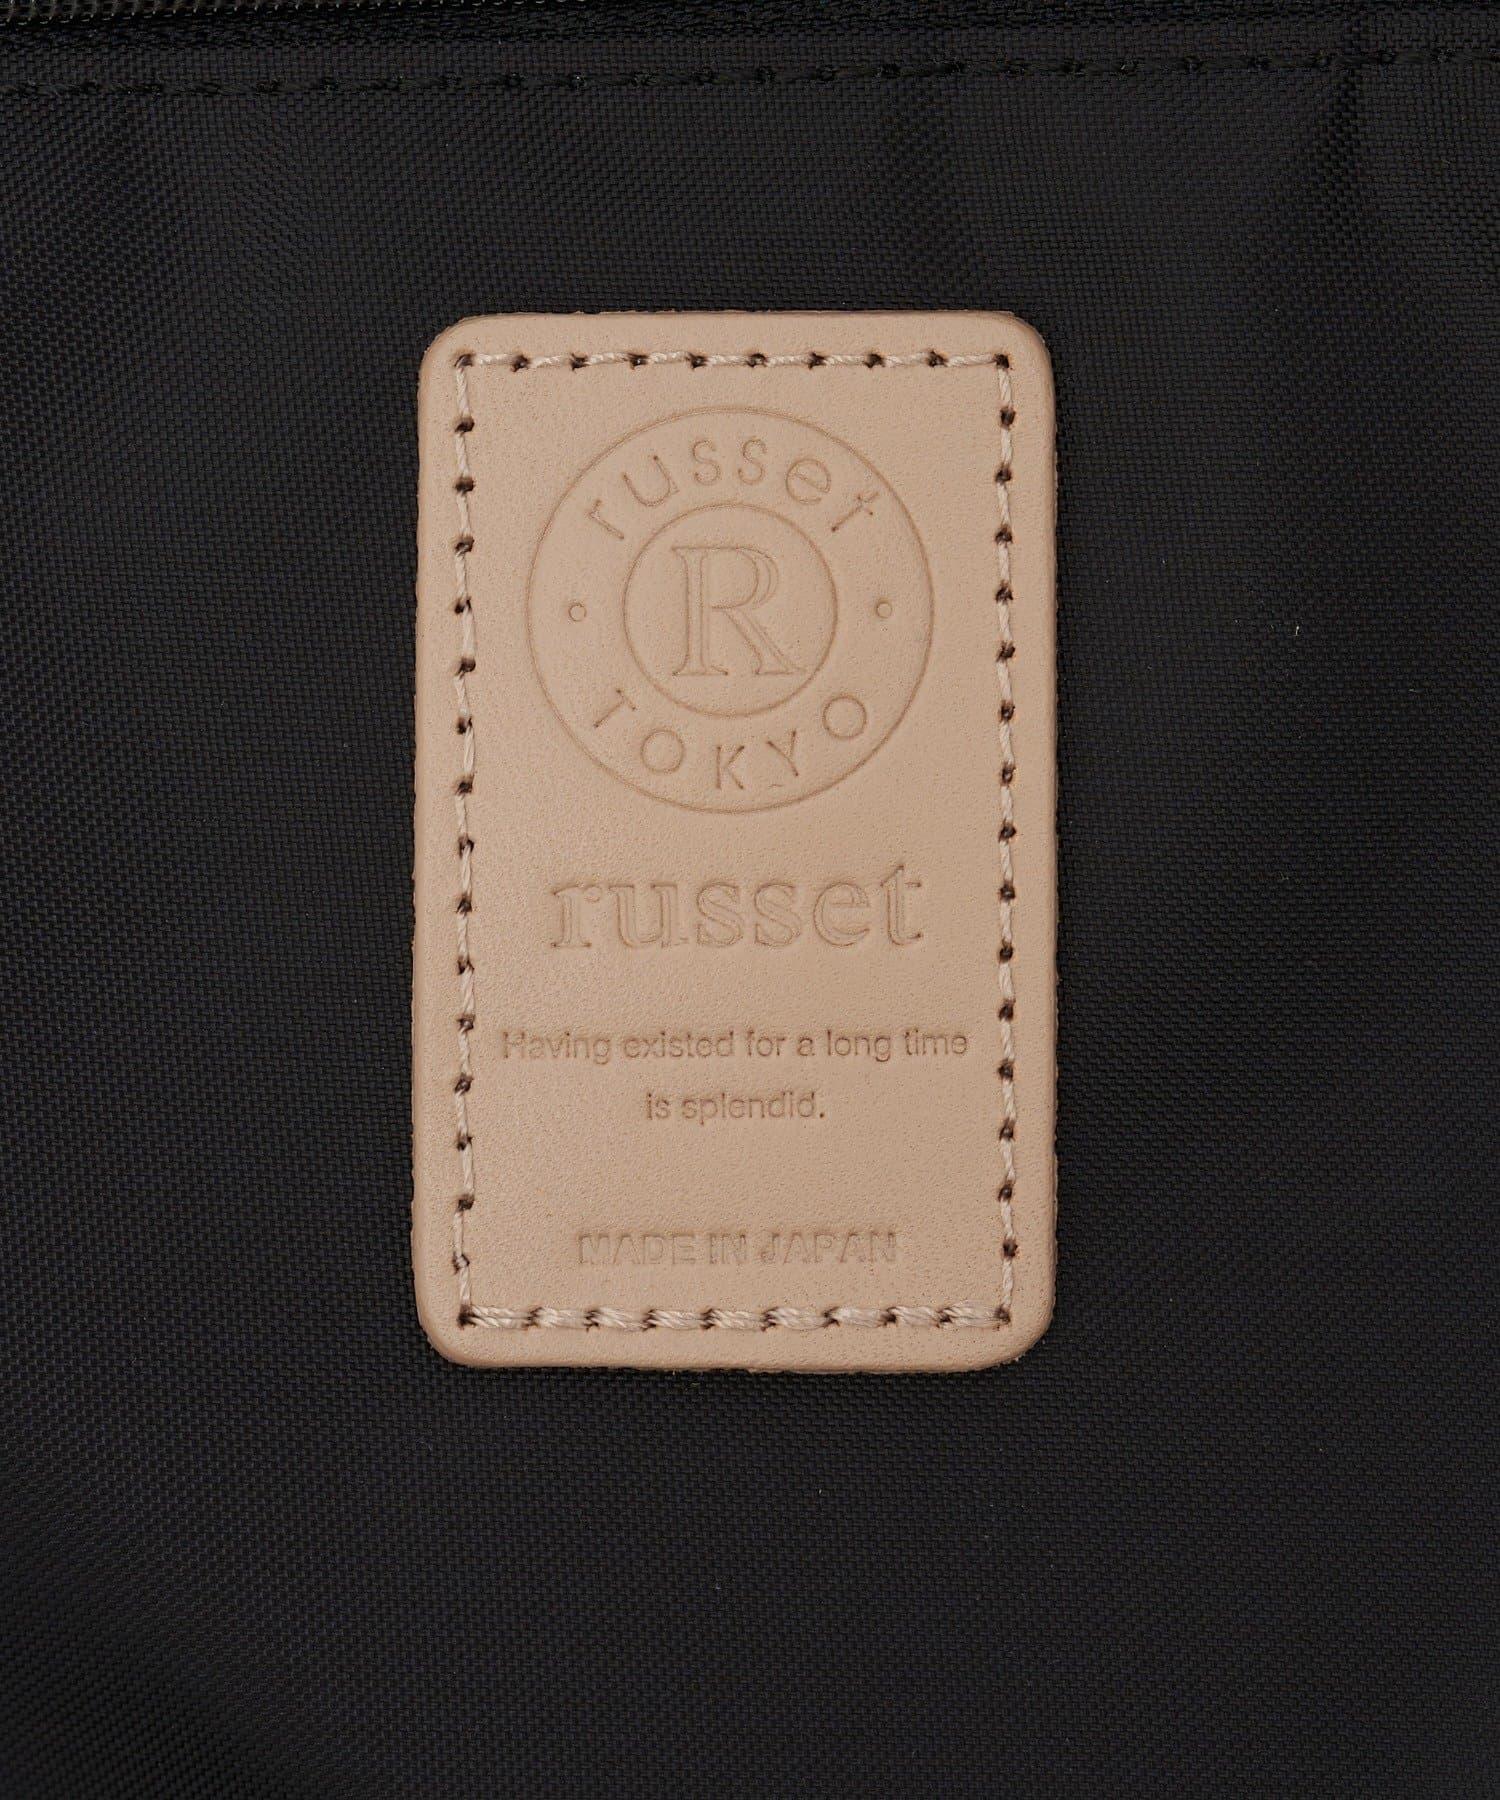 russet
R
TOKYO
russet
Having existed for a long time
is splendid.
MADE IN JAPAN